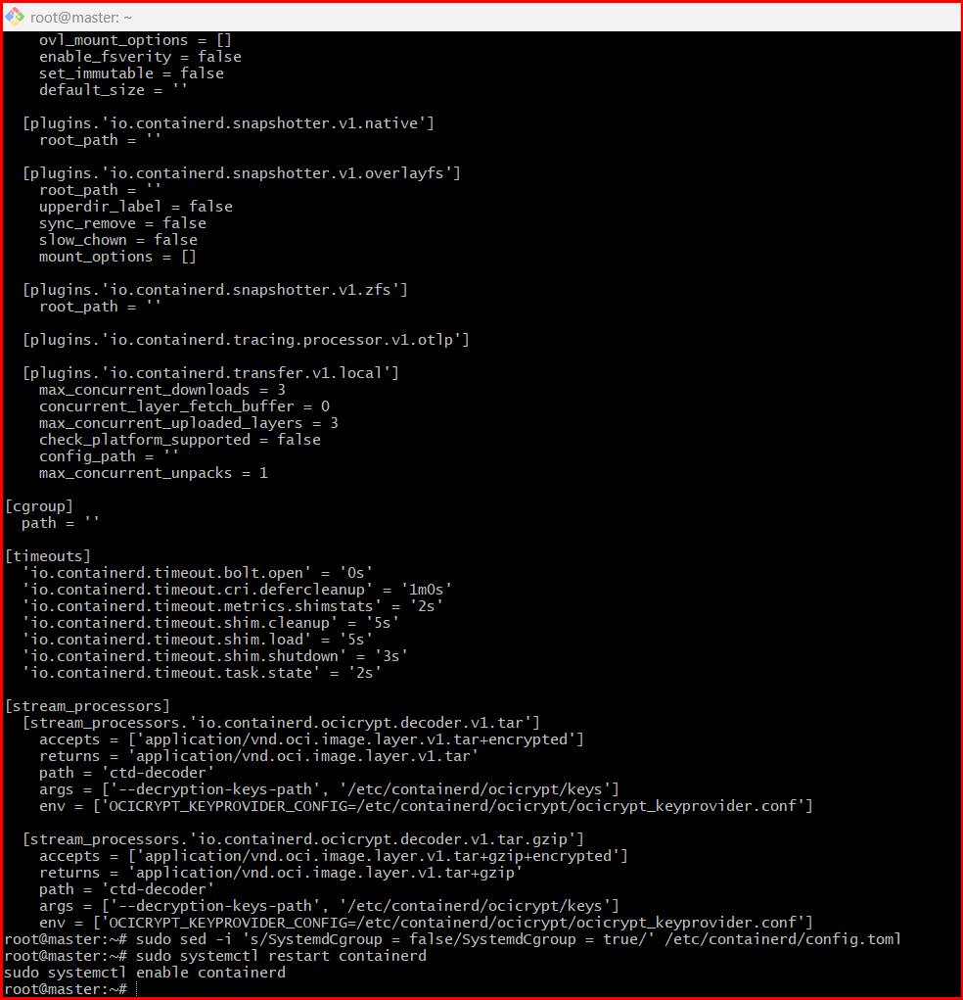 root@master: ~
ovl_mount_options = []
enable_fsverity = false
set_immutable = false
default_size = ''
[plugins.'io.containerd.snapshotter.v1.native']
root_path = ''
[plugins.'io.containerd.snapshotter.v1.overlayfs']
root_path = ''
upperdir_label = false
sync_remove = false
slow_chown = false
mount_options = []
[plugins.'io.containerd.snapshotter.v1.zfs']
root_path = ''
[plugins.'io.containerd.tracing.processor.v1.otlp']
[plugins.'io.containerd.transfer.v1.local']
max_concurrent_downloads = 3
concurrent_layer_fetch_buffer = 0
max_concurrent_uploaded_layers = 3
check_platform_supported = false
config_path = ''
max_concurrent_unpacks = 1
[cgroup]
path = ''
[timeouts]
'io.containerd.timeout.bolt.open' = '0s'
'io.containerd.timeout.cri.defercleanup' = '1m0s'
'io.containerd.timeout.metrics.shimstats' = '2s'
'io.containerd.timeout.shim.cleanup' = '5s'
'io.containerd.timeout.shim.load' = '5s'
'io.containerd.timeout.shim.shutdown' = '3s'
'io.containerd.timeout.task.state' = '2s'
[stream_processors]
[stream_processors.'io.containerd.ocicrypt.decoder.v1.tar']
accepts = ['application/vnd.oci.image.layer.v1.tar+encrypted']
returns = 'application/vnd.oci.image.layer.v1.tar'
path = 'ctd-decoder'
args = ['--decryption-keys-path', '/etc/containerd/ocicrypt/keys']
env = ['OCICRYPT_KEYPROVIDER_CONFIG=/etc/containerd/ocicrypt/ocicrypt_keyprovider.conf']
[stream_processors.'io.containerd.ocicrypt.decoder.v1.tar.gzip']
accepts = ['application/vnd.oci.image.layer.v1.tar+gzip+encrypted']
returns = 'application/vnd.oci.image.layer.v1.tar+gzip'
path = 'ctd-decoder'
args = ['--decryption-keys-path', '/etc/containerd/ocicrypt/keys']
env = ['OCICRYPT_KEYPROVIDER_CONFIG=/etc/containerd/ocicrypt/ocicrypt_keyprovider.conf']
root@master:~# sudo sed -i 's/SystemdCgroup = false/SystemdCgroup = true/' /etc/containerd/config.toml
root@master:~# sudo systemctl restart containerd
sudo systemctl enable containerd
root@master:~#